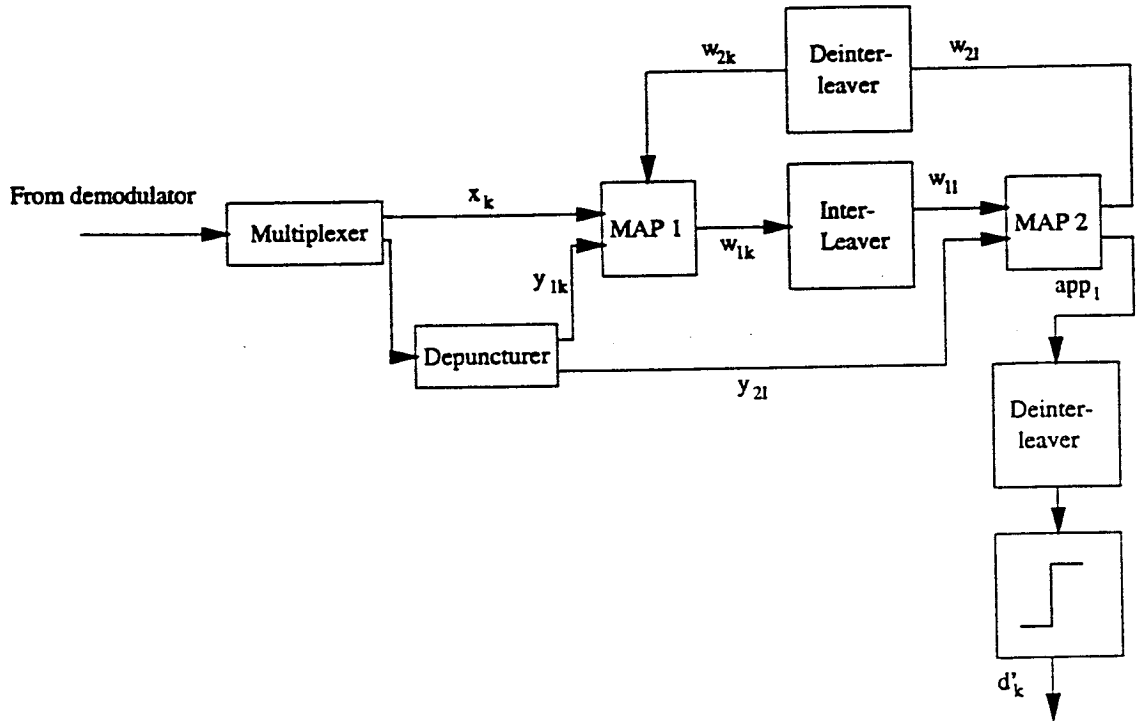 w2k
Deinter-
leaver
w2l
From demodulator
Multiplexer
xk
MAP 1
w1k
Inter-
Leaver
w1l
MAP 2
y1k
Depuncturer
y2l
appl
Deinter-
leaver
d'k